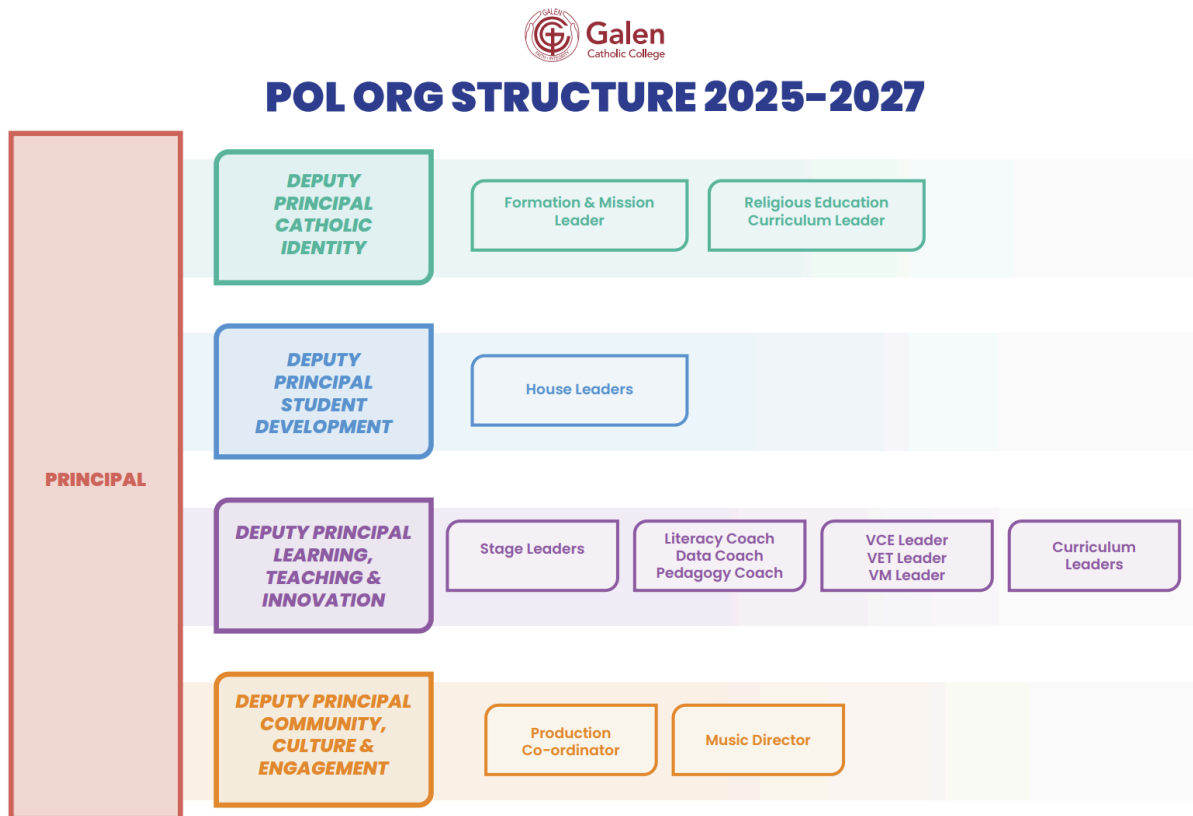 GALEN
Galen
Catholic College
POL ORG STRUCTURE 2025-2027
PRINCIPAL
DEPUTY
PRINCIPAL
CATHOLIC
IDENTITY
Formation & Mission
Leader
Religious Education
Curriculum Leader
DEPUTY
PRINCIPAL
STUDENT
DEVELOPMENT
House Leaders
DEPUTY PRINCIPAL
LEARNING,
TEACHING &
INNOVATION
Stage Leaders
Literacy Coach
Data Coach
Pedagogy Coach
VCE Leader
VET Leader
VM Leader
Curriculum
Leaders
DEPUTY PRINCIPAL
COMMUNITY,
CULTURE &
ENGAGEMENT
Production
Co-ordinator
Music Director